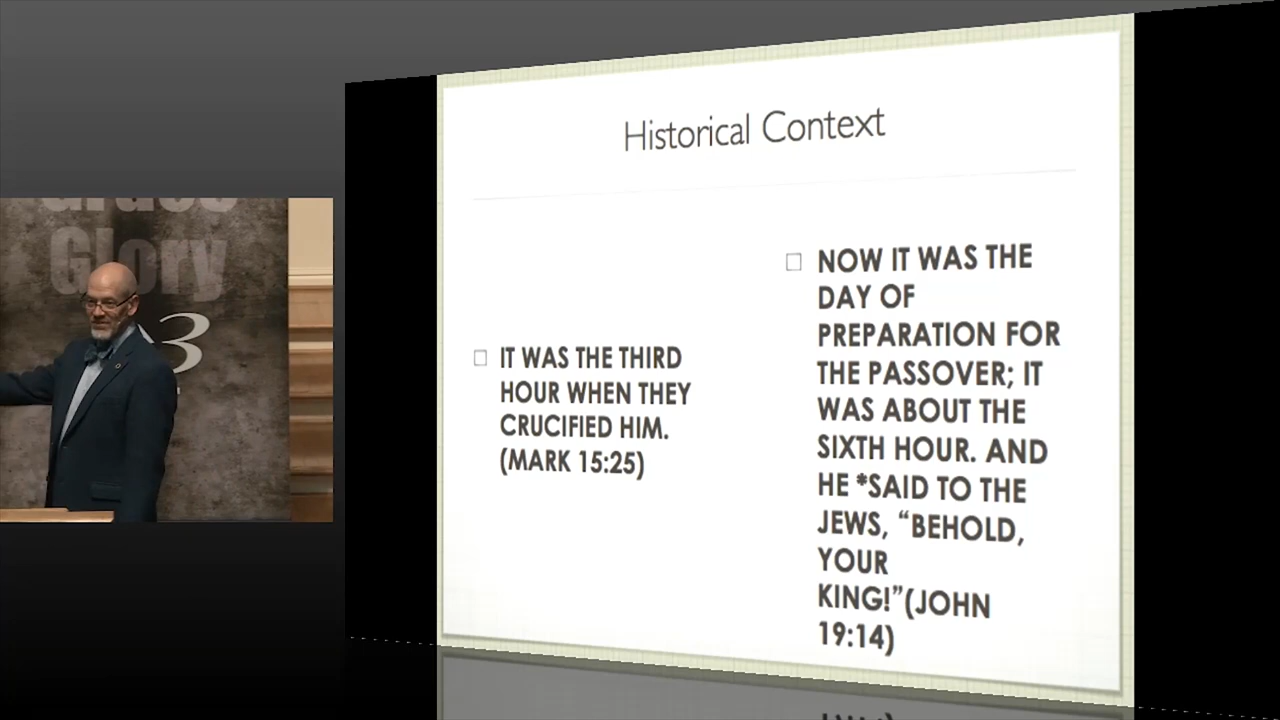 Grace
Glory
3
Historical Context
IT WAS THE THIRD
HOUR WHEN THEY
CRUCIFIED HIM.
(MARK 15:25)
NOW IT WAS THE
DAY OF
PREPARATION FOR
THE PASSOVER; IT
WAS ABOUT THE
SIXTH HOUR. AND
HE *SAID TO THE
JEWS, “BEHOLD,
YOUR
KING!”(JOHN
19:14)